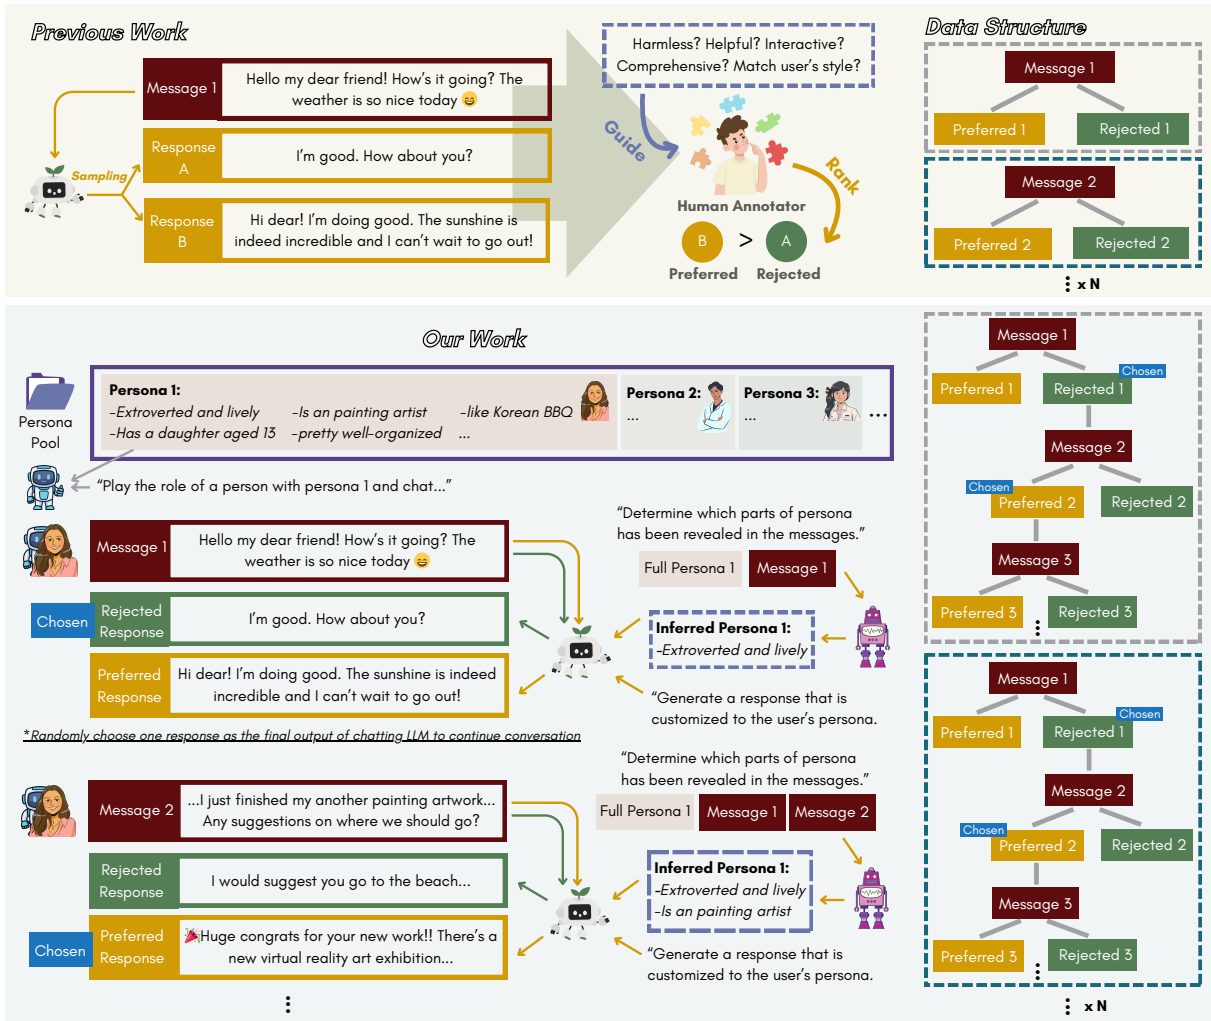 Previous Work
Message 1
Hello my dear friend! How's it going? The
weather is so nice today 😄
Response
A
I'm good. How about you?
Sampling
Response
B
Hi dear! I'm doing good. The sunshine is
indeed incredible and I can't wait to go out!
Harmless? Helpful? Interactive?
Comprehensive? Match user's style?
Guide
Rank
Human Annotator
B > A
Preferred Rejected
Data Structure
Message 1
Preferred 1 Rejected 1
Message 2
Preferred 2 Rejected 2
⋮ x N
Our Work
Persona
Pool
Persona 1:
-Extroverted and lively -Is an painting artist -like Korean BBQ
-Has a daughter aged 13 -pretty well-organized ...
Persona 2:
...
Persona 3:
...
...
“Play the role of a person with persona 1 and chat...”
Message 1
Hello my dear friend! How's it going? The
weather is so nice today 😄
Chosen
Rejected
Response
I'm good. How about you?
Preferred
Response
Hi dear! I'm doing good. The sunshine is indeed
incredible and I can't wait to go out!
“Determine which parts of persona
has been revealed in the messages.”
Full Persona 1 Message 1
Inferred Persona 1:
-Extroverted and lively
“Generate a response that is
customized to the user's persona.
*Randomly choose one response as the final output of chatting LLM to continue conversation
Message 2
...I just finished my another painting artwork...
Any suggestions on where we should go?
Rejected
Response
I would suggest you go to the beach...
Chosen
Preferred
Response
🎉Huge congrats for your new work!! There's a
new virtual reality art exhibition...
⋮
“Determine which parts of persona
has been revealed in the messages.”
Full Persona 1 Message 1 Message 2
Inferred Persona 1:
-Extroverted and lively
-Is an painting artist
“Generate a response that is
customized to the user's persona.
Message 1
Chosen
Preferred 1 Rejected 1
Message 2
Chosen
Preferred 2 Rejected 2
Message 3
Preferred 3 Rejected 3
⋮
Message 1
Chosen
Preferred 1 Rejected 1
Message 2
Chosen
Preferred 2 Rejected 2
Message 3
Preferred 3 Rejected 3
⋮
⋮ x N